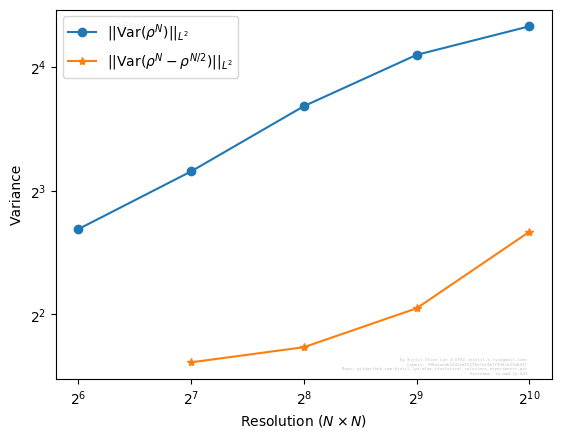 ||Var(ρ^N)||_{L^2}
||Var(ρ^N − ρ^{N/2})||_{L^2}
2^4
2^3
2^2
Variance
2^6 2^7 2^8 2^9 2^10
Resolution (N × N)